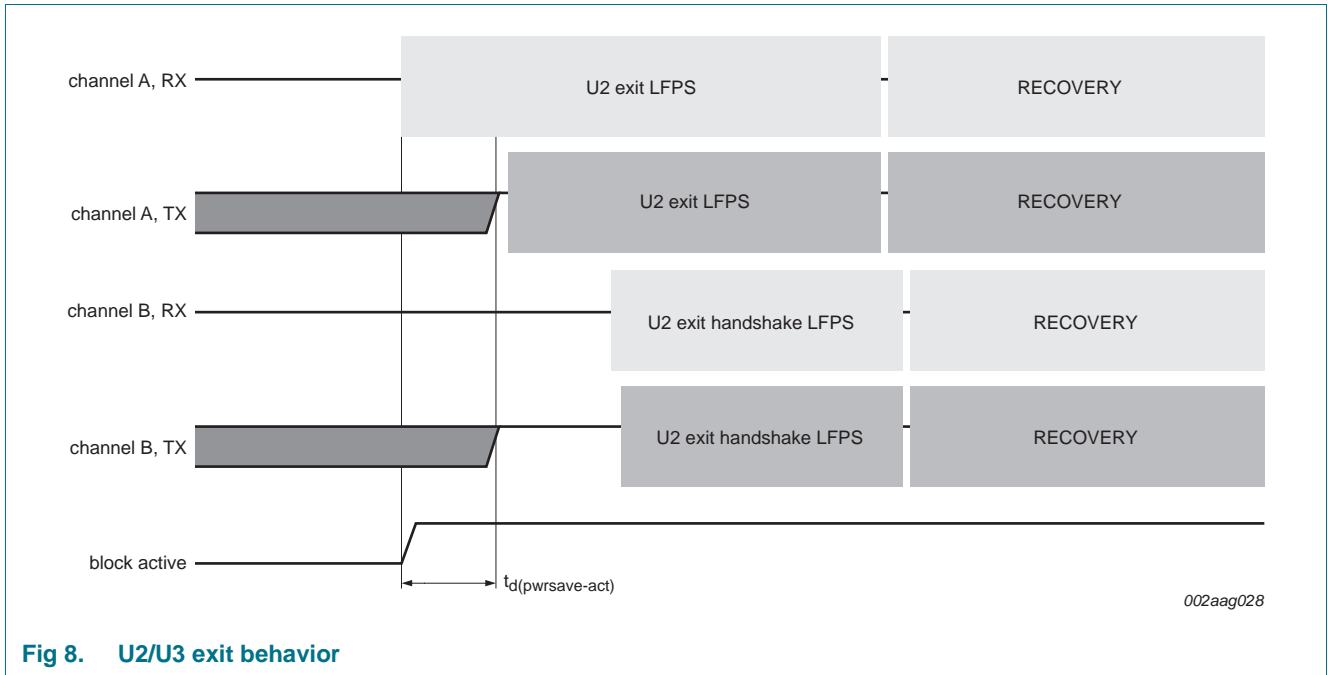 channel A, RX
U2 exit LFPS
RECOVERY
channel A, TX
U2 exit LFPS
RECOVERY
channel B, RX
U2 exit handshake LFPS
RECOVERY
channel B, TX
U2 exit handshake LFPS
RECOVERY
block active
td(pwrsave-act)
002aag028
Fig 8. U2/U3 exit behavior